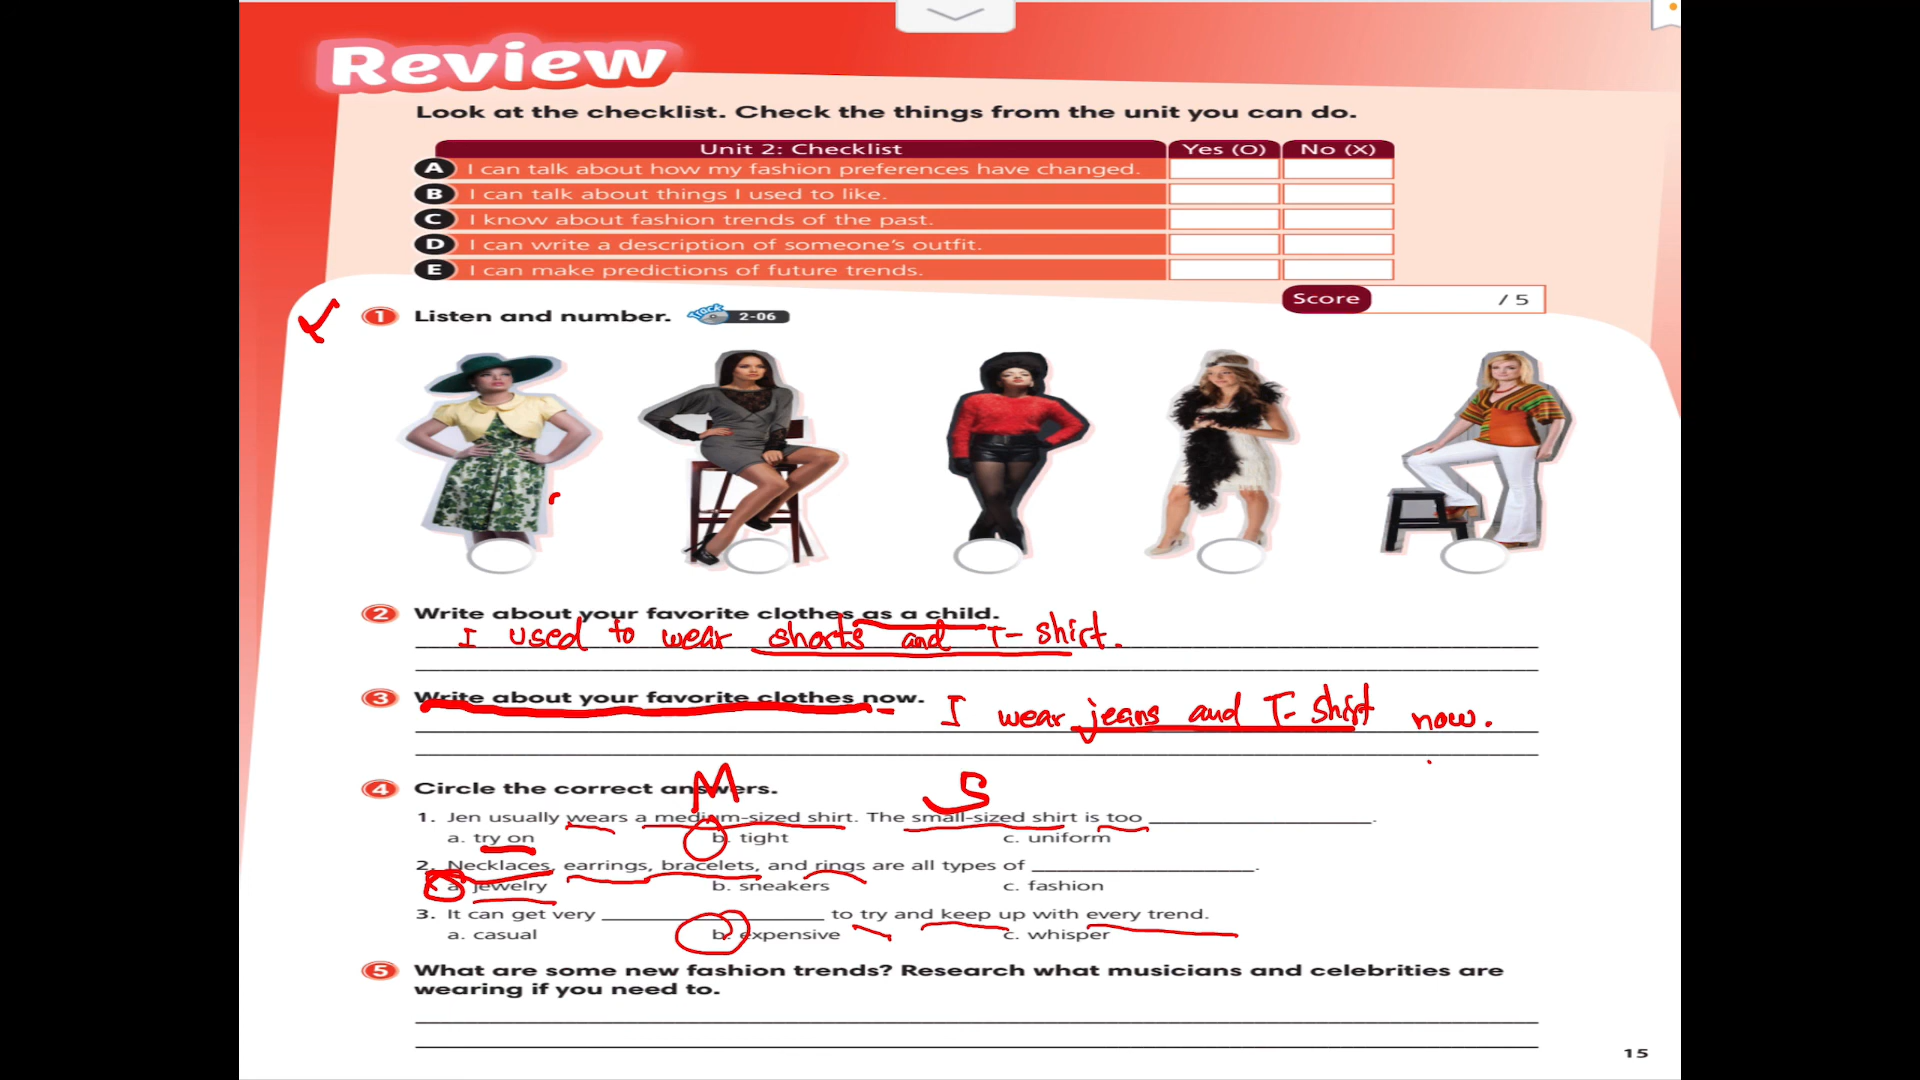 Review
Look at the checklist. Check the things from the unit you can do.
Unit 2: Checklist Yes (O) No (X)
A I can talk about how my fashion preferences have changed.
B I can talk about things I used to like.
C I know about fashion trends of the past.
D I can write a description of someone's outfit.
E I can make predictions of future trends.
Score / 5
1 Listen and number. Track 2-06
2 Write about your favorite clothes as a child.
I used to wear shorts and T-shirt.
3 Write about your favorite clothes now.
I wear jeans and T-shirt now.
4 Circle the correct answers.
M S
1. Jen usually wears a medium-sized shirt. The small-sized shirt is too ____.
a. try on b. tight c. uniform
2. Necklaces, earrings, bracelets, and rings are all types of ____.
a. jewelry b. sneakers c. fashion
3. It can get very ____ to try and keep up with every trend.
a. casual b. expensive c. whisper
5 What are some new fashion trends? Research what musicians and celebrities are
wearing if you need to.
15